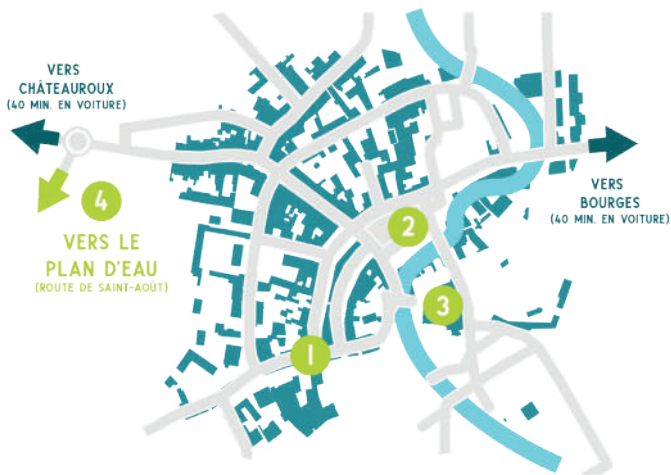 VERS
CHÂTEAUROUX
(40 MIN. EN VOITURE)
4
VERS LE
PLAN D'EAU
(ROUTE DE SAINT-AOÛT)
2
VERS
BOURGES
(40 MIN. EN VOITURE)
3
1